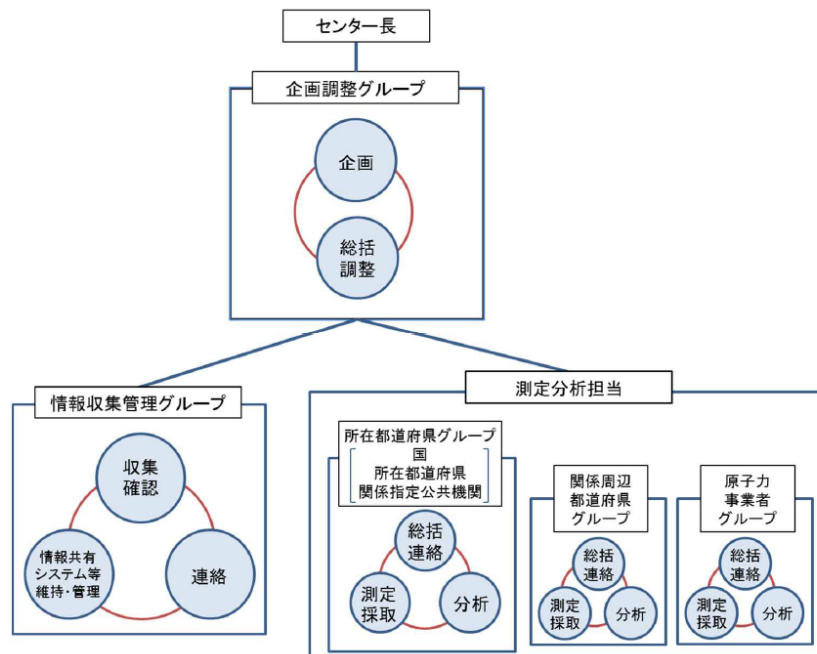 センター長
企画調整グループ
企画
総括
調整
情報収集管理グループ
収集
確認
情報共有
システム等
維持・管理
連絡
測定分析担当
所在都道府県グループ
国
所在都道府県
関係指定公共機関
総括
連絡
測定
採取
分析
関係周辺
都道府県
グループ
総括
連絡
測定
採取
分析
原子力
事業者
グループ
総括
連絡
測定
採取
分析